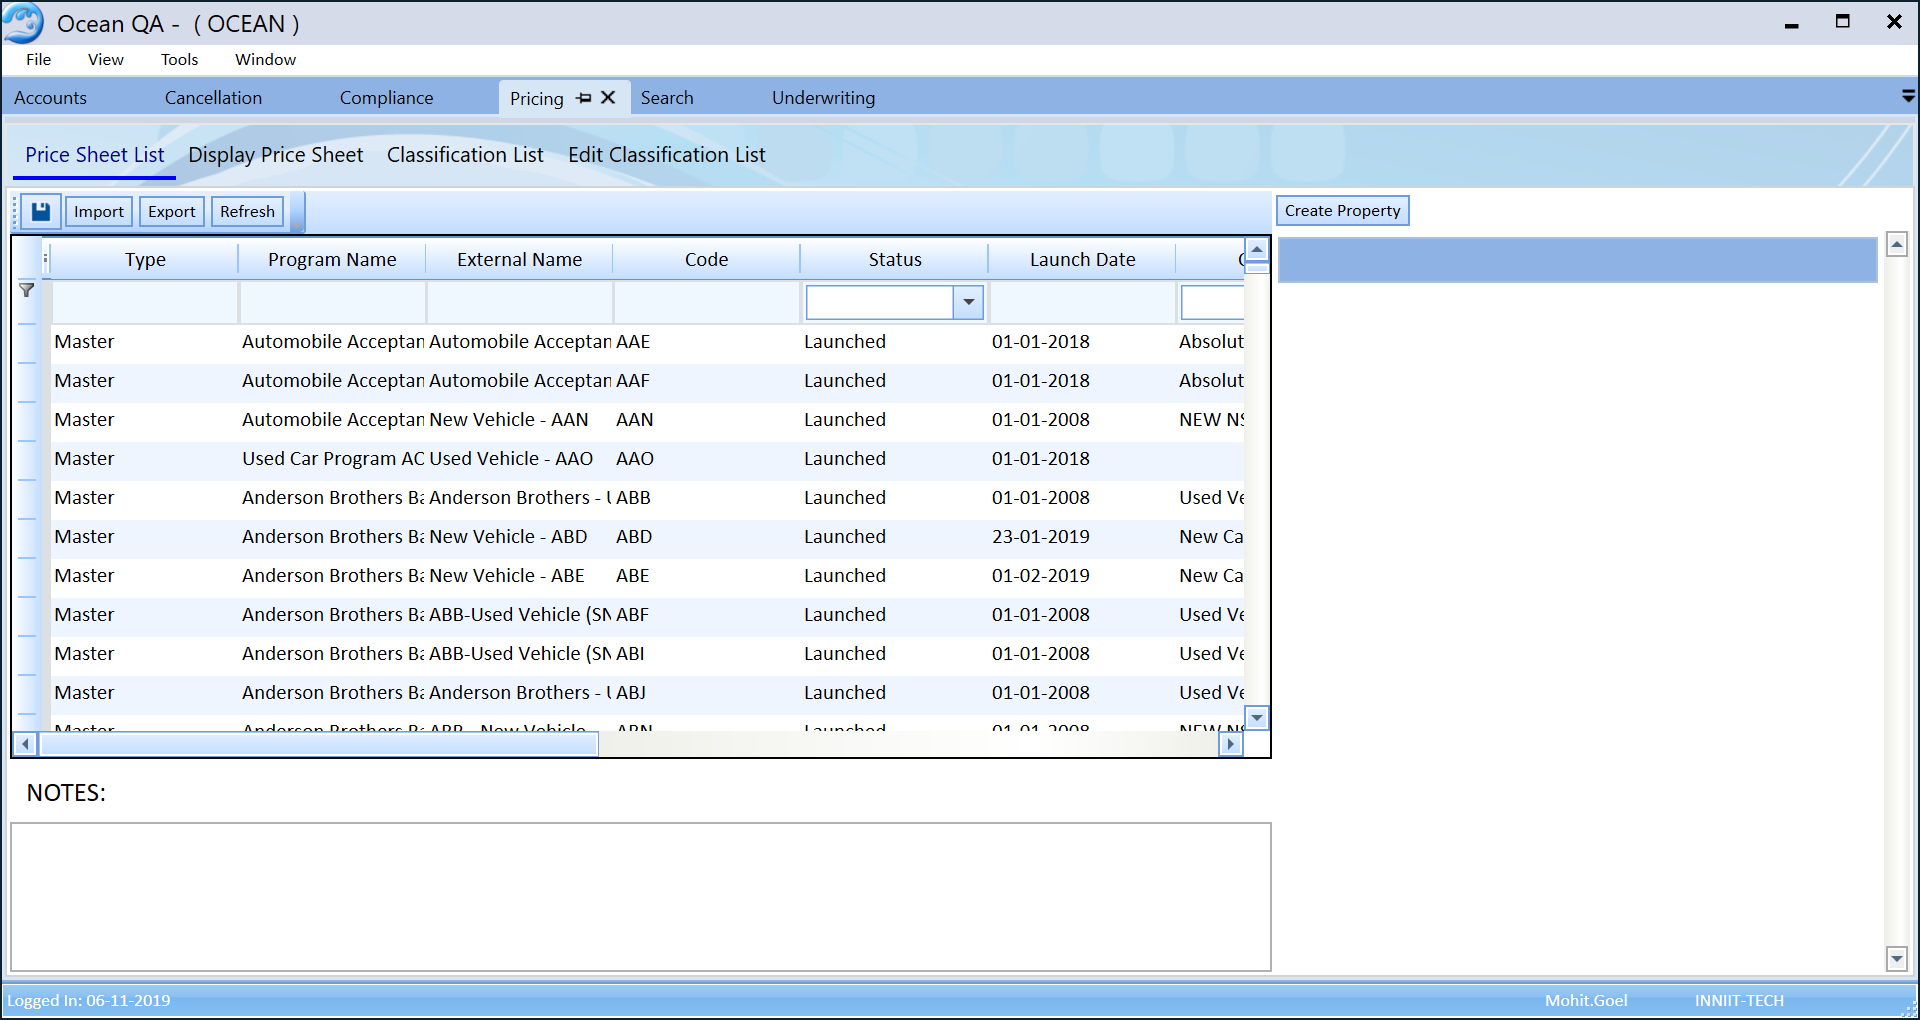 Ocean QA - ( OCEAN )
File View Tools Window
Accounts Cancellation Compliance Pricing Search Underwriting
Price Sheet List Display Price Sheet Classification List Edit Classification List
Import Export Refresh Create Property
Type Program Name External Name Code Status Launch Date
Master Automobile Acceptan Automobile Acceptan AAE Launched 01-01-2018 Absolut
Master Automobile Acceptan Automobile Acceptan AAF Launched 01-01-2018 Absolut
Master Automobile Acceptan New Vehicle - AAN AAN Launched 01-01-2008 NEW NS
Master Used Car Program AC Used Vehicle - AAO AAO Launched 01-01-2018
Master Anderson Brothers Ba Anderson Brothers - U ABB Launched 01-01-2008 Used Ve
Master Anderson Brothers Ba New Vehicle - ABD ABD Launched 23-01-2019 New Ca
Master Anderson Brothers Ba New Vehicle - ABE ABE Launched 01-02-2019 New Ca
Master Anderson Brothers Ba ABB-Used Vehicle (SN ABF Launched 01-01-2008 Used Ve
Master Anderson Brothers Ba ABB-Used Vehicle (SN ABI Launched 01-01-2008 Used Ve
Master Anderson Brothers Ba Anderson Brothers - U ABJ Launched 01-01-2008 Used Ve
Master Anderson Brothers Ba ABB - New Vehicle ABN Launched 01-01-2008 NEW NS
NOTES:
Logged In: 06-11-2019 Mohit.Goel INNIIT-TECH